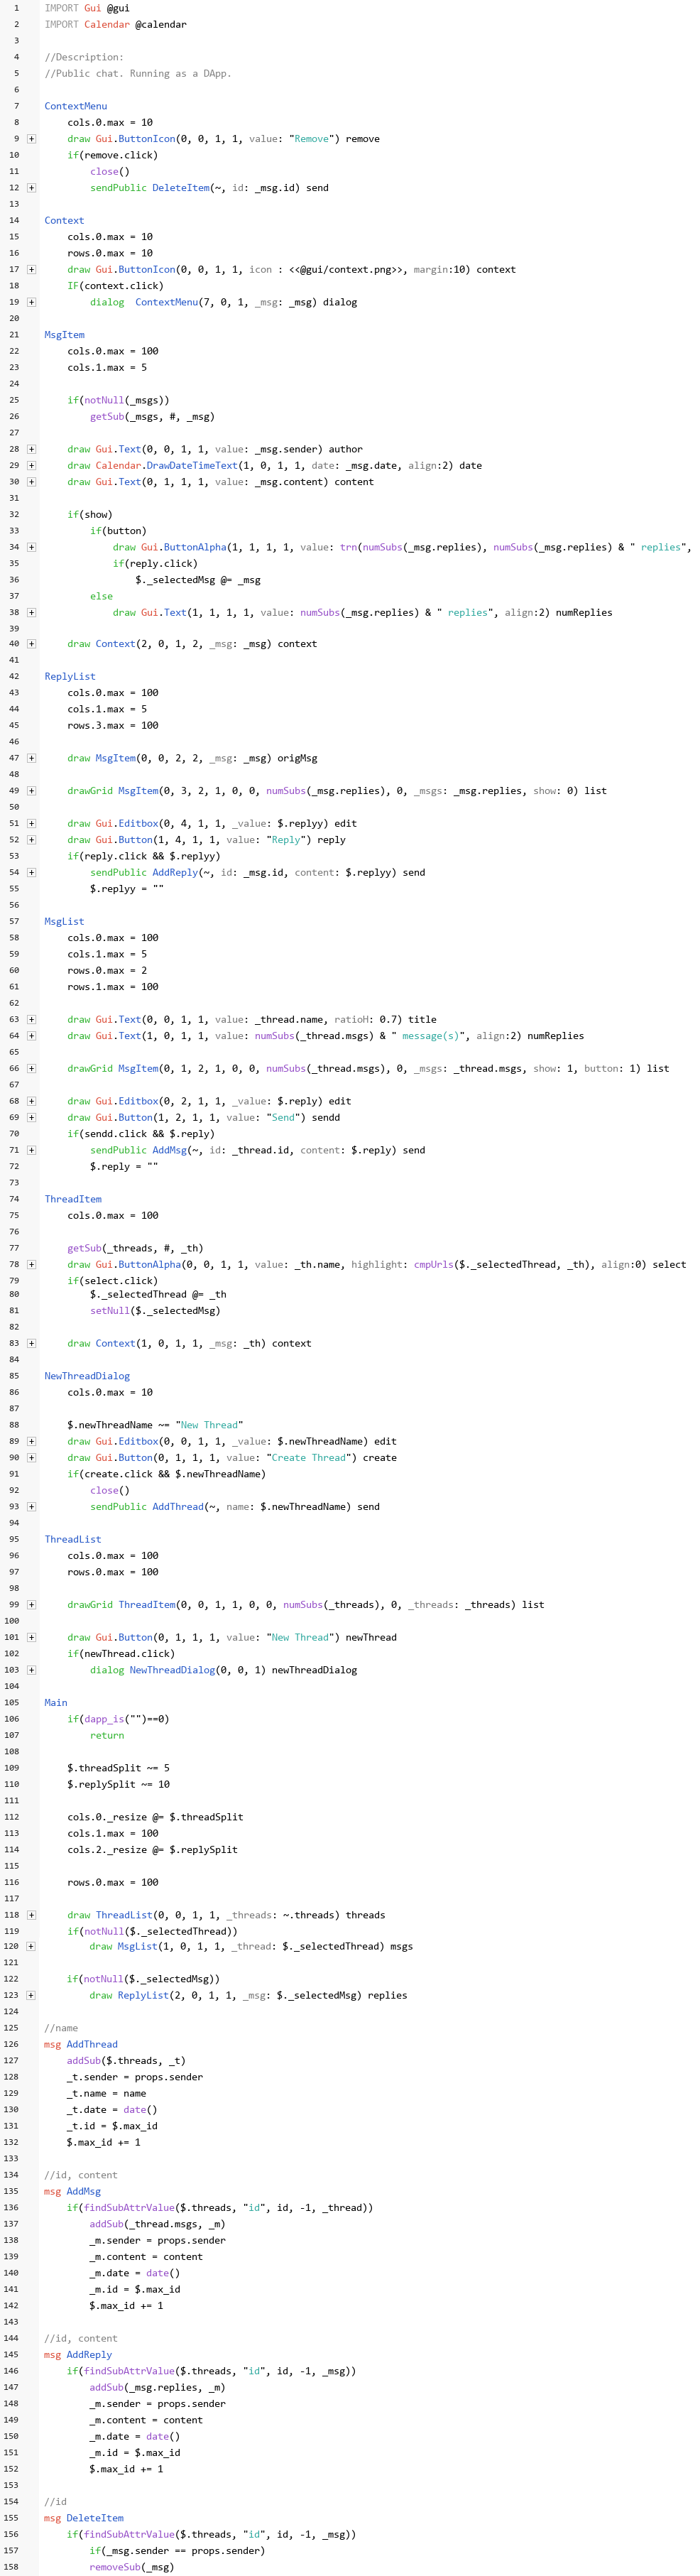 1 IMPORT Gui @gui
2 IMPORT Calendar @calendar
3
4 //Description:
5 //Public chat. Running as a DApp.
6
7 ContextMenu
8 cols.0.max = 10
9 draw Gui.ButtonIcon(0, 0, 1, 1, value: "Remove") remove
10 if(remove.click)
11 close()
12 sendPublic DeleteItem(~, id: _msg.id) send
13
14 Context
15 cols.0.max = 10
16 rows.0.max = 10
17 draw Gui.ButtonIcon(0, 0, 1, 1, icon : <<@gui/context.png>>, margin:10) context
18 IF(context.click)
19 dialog  ContextMenu(7, 0, 1, _msg: _msg) dialog
20
21 MsgItem
22 cols.0.max = 100
23 cols.1.max = 5
24
25 if(notNull(_msgs))
26 getSub(_msgs, #, _msg)
27
28 draw Gui.Text(0, 0, 1, 1, value: _msg.sender) author
29 draw Calendar.DrawDateTimeText(1, 0, 1, 1, date: _msg.date, align:2) date
30 draw Gui.Text(0, 1, 1, 1, value: _msg.content) content
31
32 if(show)
33 if(button)
34 draw Gui.ButtonAlpha(1, 1, 1, 1, value: trn(numSubs(_msg.replies), numSubs(_msg.replies) & " replies",
35 if(reply.click)
36 $._selectedMsg @= _msg
37 else
38 draw Gui.Text(1, 1, 1, 1, value: numSubs(_msg.replies) & " replies", align:2) numReplies
39
40 draw Context(2, 0, 1, 2, _msg: _msg) context
41
42 ReplyList
43 cols.0.max = 100
44 cols.1.max = 5
45 rows.3.max = 100
46
47 draw MsgItem(0, 0, 2, 2, _msg: _msg) origMsg
48
49 drawGrid MsgItem(0, 3, 2, 1, 0, 0, numSubs(_msg.replies), 0, _msgs: _msg.replies, show: 0) list
50
51 draw Gui.Editbox(0, 4, 1, 1, _value: $.replyy) edit
52 draw Gui.Button(1, 4, 1, 1, value: "Reply") reply
53 if(reply.click && $.replyy)
54 sendPublic AddReply(~, id: _msg.id, content: $.replyy) send
55 $.replyy = ""
56
57 MsgList
58 cols.0.max = 100
59 cols.1.max = 5
60 rows.0.max = 2
61 rows.1.max = 100
62
63 draw Gui.Text(0, 0, 1, 1, value: _thread.name, ratioH: 0.7) title
64 draw Gui.Text(1, 0, 1, 1, value: numSubs(_thread.msgs) & " message(s)", align:2) numReplies
65
66 drawGrid MsgItem(0, 1, 2, 1, 0, 0, numSubs(_thread.msgs), 0, _msgs: _thread.msgs, show: 1, button: 1) list
67
68 draw Gui.Editbox(0, 2, 1, 1, _value: $.reply) edit
69 draw Gui.Button(1, 2, 1, 1, value: "Send") sendd
70 if(sendd.click && $.reply)
71 sendPublic AddMsg(~, id: _thread.id, content: $.reply) send
72 $.reply = ""
73
74 ThreadItem
75 cols.0.max = 100
76
77 getSub(_threads, #, _th)
78 draw Gui.ButtonAlpha(0, 0, 1, 1, value: _th.name, highlight: cmpUrls($._selectedThread, _th), align:0) select
79 if(select.click)
80 $._selectedThread @= _th
81 setNull($._selectedMsg)
82
83 draw Context(1, 0, 1, 1, _msg: _th) context
84
85 NewThreadDialog
86 cols.0.max = 10
87
88 $.newThreadName ~= "New Thread"
89 draw Gui.Editbox(0, 0, 1, 1, _value: $.newThreadName) edit
90 draw Gui.Button(0, 1, 1, 1, value: "Create Thread") create
91 if(create.click && $.newThreadName)
92 close()
93 sendPublic AddThread(~, name: $.newThreadName) send
94
95 ThreadList
96 cols.0.max = 100
97 rows.0.max = 100
98
99 drawGrid ThreadItem(0, 0, 1, 1, 0, 0, numSubs(_threads), 0, _threads: _threads) list
100
101 draw Gui.Button(0, 1, 1, 1, value: "New Thread") newThread
102 if(newThread.click)
103 dialog NewThreadDialog(0, 0, 1) newThreadDialog
104
105 Main
106 if(dapp_is("")==0)
107 return
108
109 $.threadSplit ~= 5
110 $.replySplit ~= 10
111
112 cols.0._resize @= $.threadSplit
113 cols.1.max = 100
114 cols.2._resize @= $.replySplit
115
116 rows.0.max = 100
117
118 draw ThreadList(0, 0, 1, 1, _threads: ~.threads) threads
119 if(notNull($._selectedThread))
120 draw MsgList(1, 0, 1, 1, _thread: $._selectedThread) msgs
121
122 if(notNull($._selectedMsg))
123 draw ReplyList(2, 0, 1, 1, _msg: $._selectedMsg) replies
124
125 //name
126 msg AddThread
127 addSub($.threads, _t)
128 _t.sender = props.sender
129 _t.name = name
130 _t.date = date()
131 _t.id = $.max_id
132 $.max_id += 1
133
134 //id, content
135 msg AddMsg
136 if(findSubAttrValue($.threads, "id", id, -1, _thread))
137 addSub(_thread.msgs, _m)
138 _m.sender = props.sender
139 _m.content = content
140 _m.date = date()
141 _m.id = $.max_id
142 $.max_id += 1
143
144 //id, content
145 msg AddReply
146 if(findSubAttrValue($.threads, "id", id, -1, _msg))
147 addSub(_msg.replies, _m)
148 _m.sender = props.sender
149 _m.content = content
150 _m.date = date()
151 _m.id = $.max_id
152 $.max_id += 1
153
154 //id
155 msg DeleteItem
156 if(findSubAttrValue($.threads, "id", id, -1, _msg))
157 if(_msg.sender == props.sender)
158 removeSub(_msg)